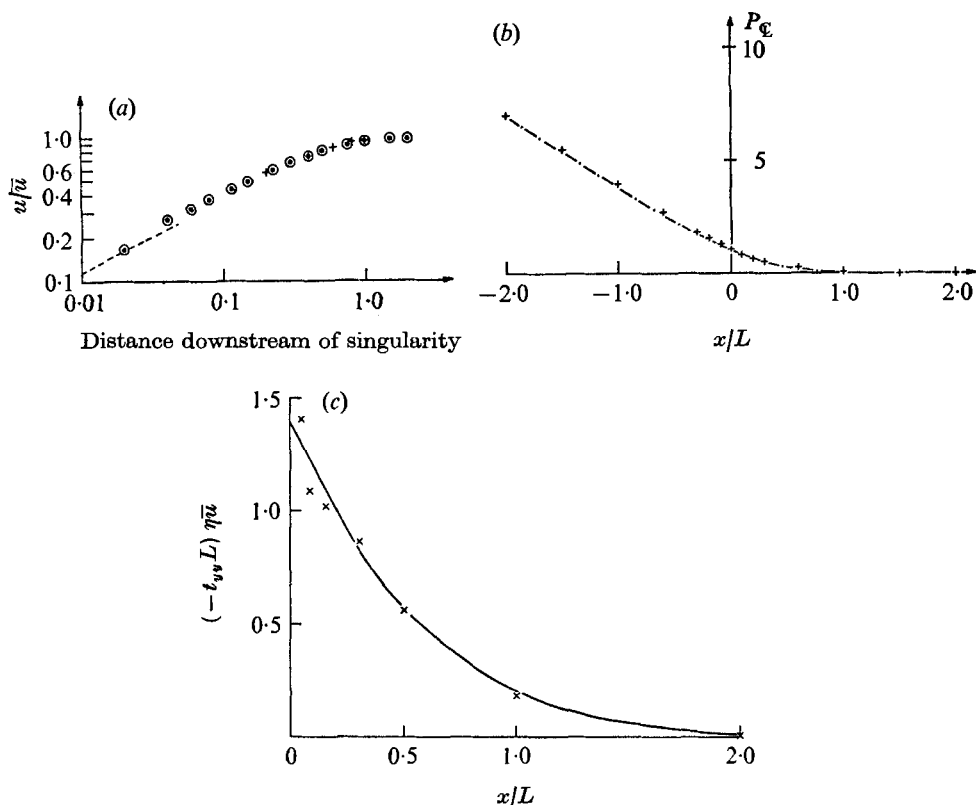 (a)
u/ū
1·0
0·6
0·4
0·2
0·1
0·01
0·1
1·0
Distance downstream of singularity
(b)
P℄
10
5
−2·0
−1·0
0
1·0
2·0
x/L
(c)
(−t_yy L) ηū
1·5
1·0
0·5
0
0·5
1·0
2·0
x/L